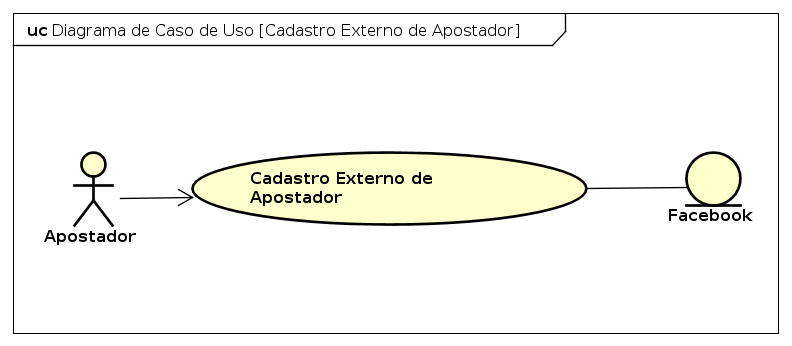 uc Diagrama de Caso de Uso [Cadastro Externo de Apostador]
Cadastro Externo de
Apostador
Facebook
Apostador